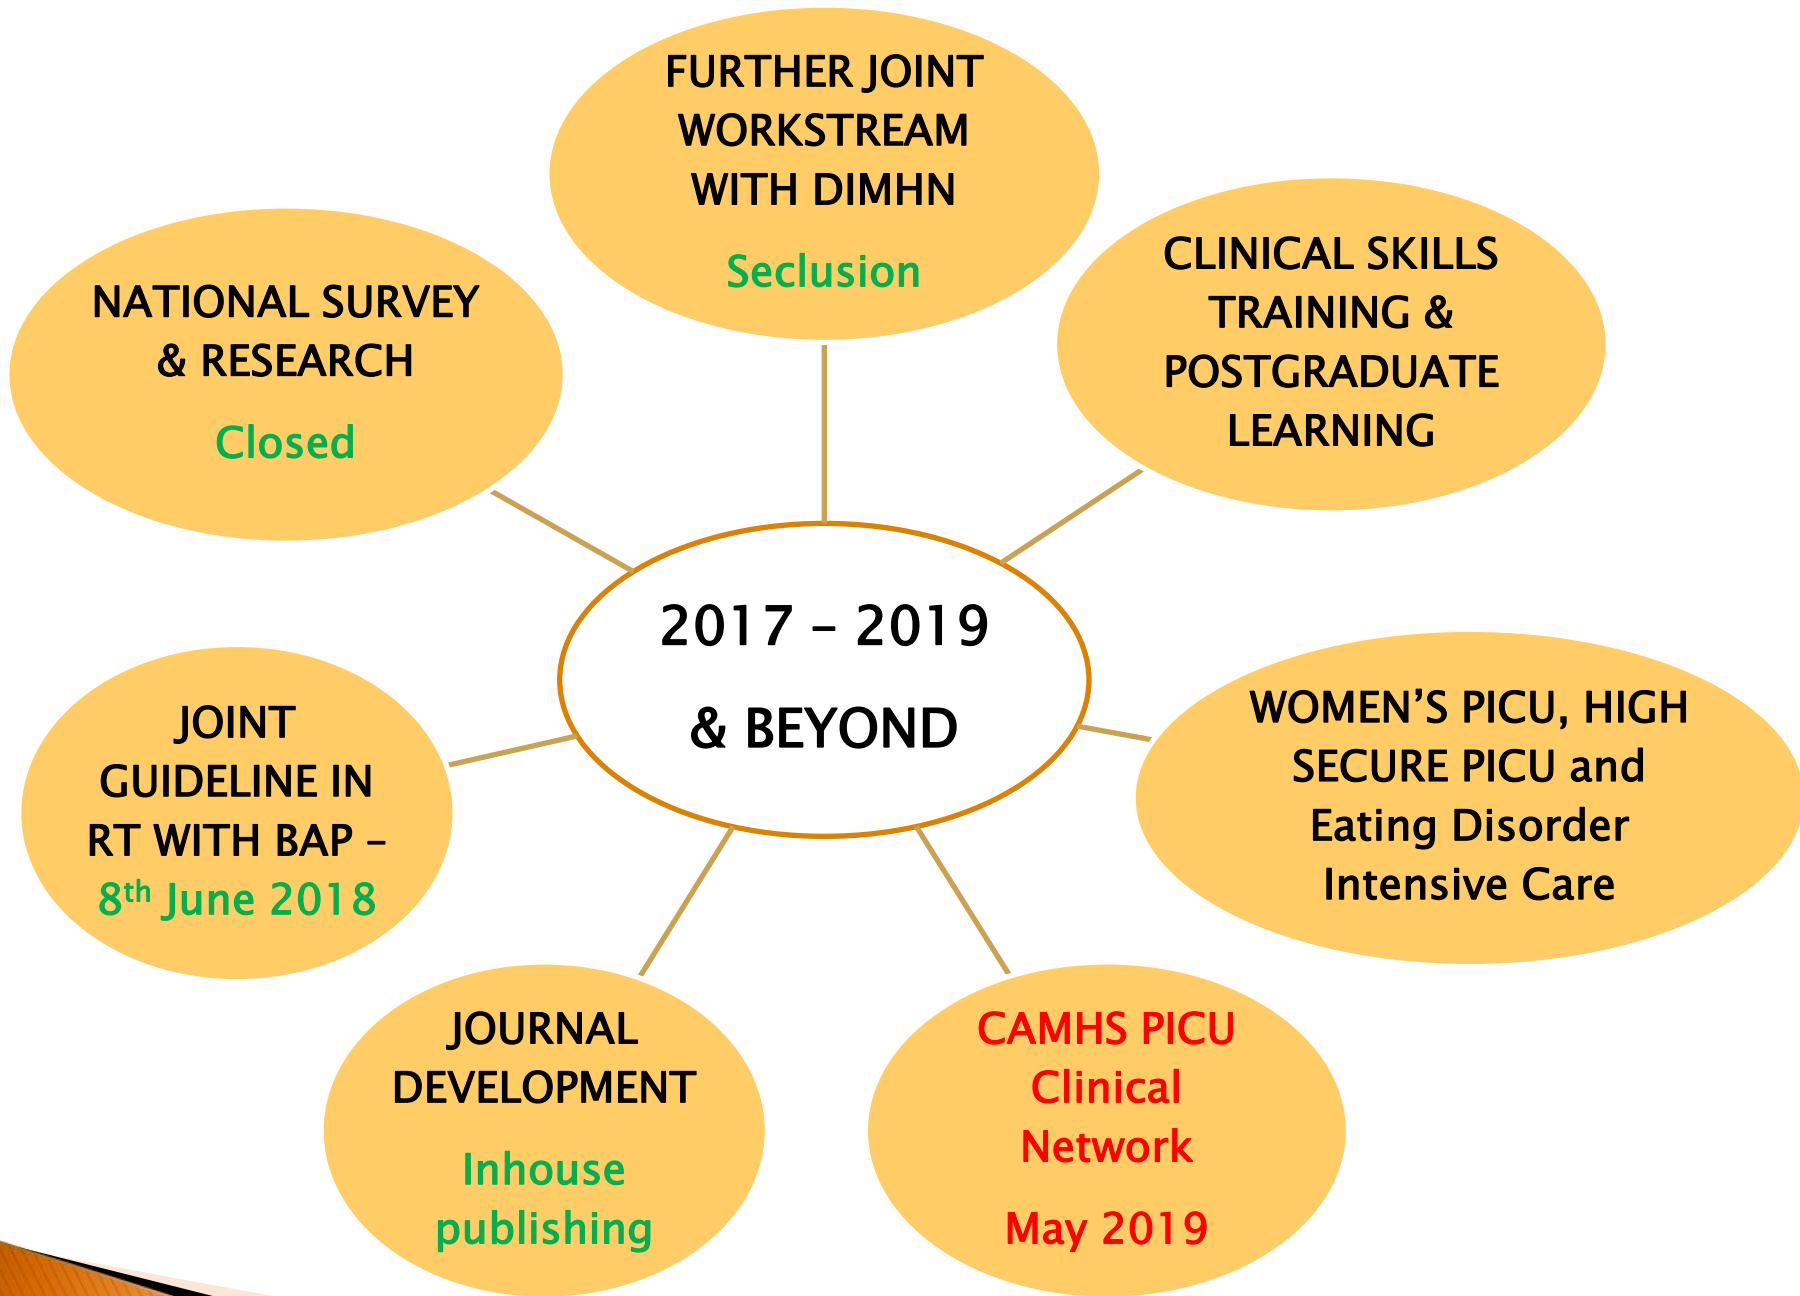 FURTHER JOINT
WORKSTREAM
WITH DIMHN
Seclusion
CLINICAL SKILLS
TRAINING &
POSTGRADUATE
LEARNING
NATIONAL SURVEY
& RESEARCH
Closed
2017 – 2019
& BEYOND
WOMEN’S PICU, HIGH
SECURE PICU and
Eating Disorder
Intensive Care
JOINT
GUIDELINE IN
RT WITH BAP –
8th June 2018
JOURNAL
DEVELOPMENT
Inhouse
publishing
CAMHS PICU
Clinical
Network
May 2019